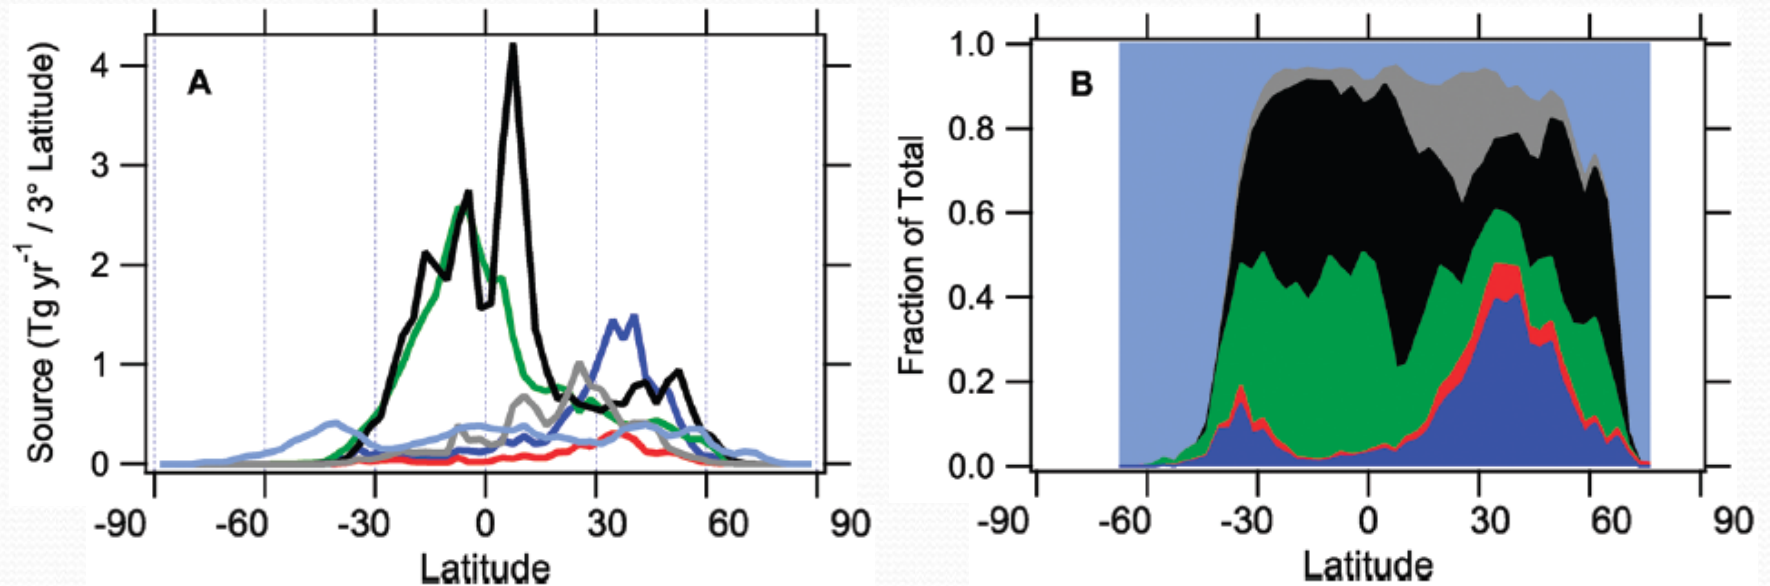 A
Source (Tg yr⁻¹ / 3° Latitude)
4
3
2
1
0
-90 -60 -30 0 30 60 90
Latitude
B
Fraction of Total
1.0
0.8
0.6
0.4
0.2
0.0
-90 -60 -30 0 30 60 90
Latitude